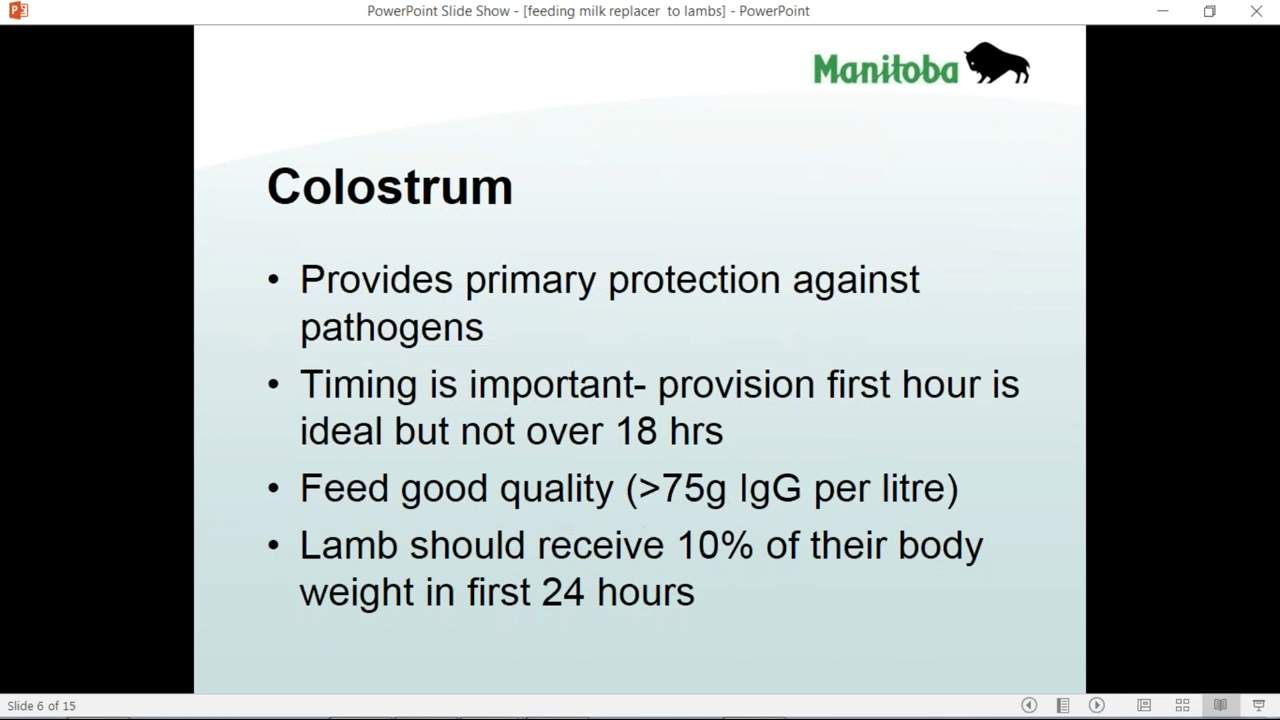 PowerPoint Slide Show - [feeding milk replacer  to lambs] - PowerPoint
Manitoba
Colostrum
• Provides primary protection against
pathogens
• Timing is important- provision first hour is
ideal but not over 18 hrs
• Feed good quality (>75g IgG per litre)
• Lamb should receive 10% of their body
weight in first 24 hours
Slide 6 of 15